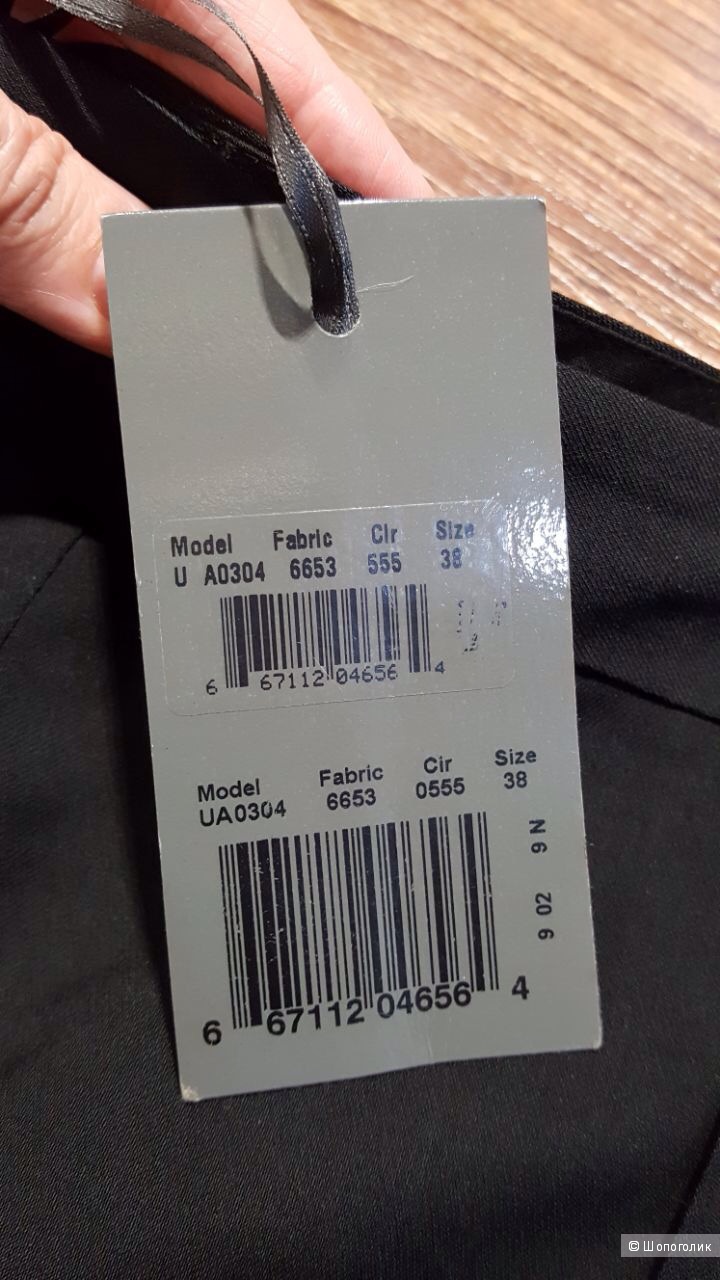 Model Fabric Clr Size
U A0304 6653 555 38
6 67112 04656 4
Model Fabric Clr Size
UA0304 6653 0555 38
9 02 9 N
6 67112 04656 4
© Шопоголик